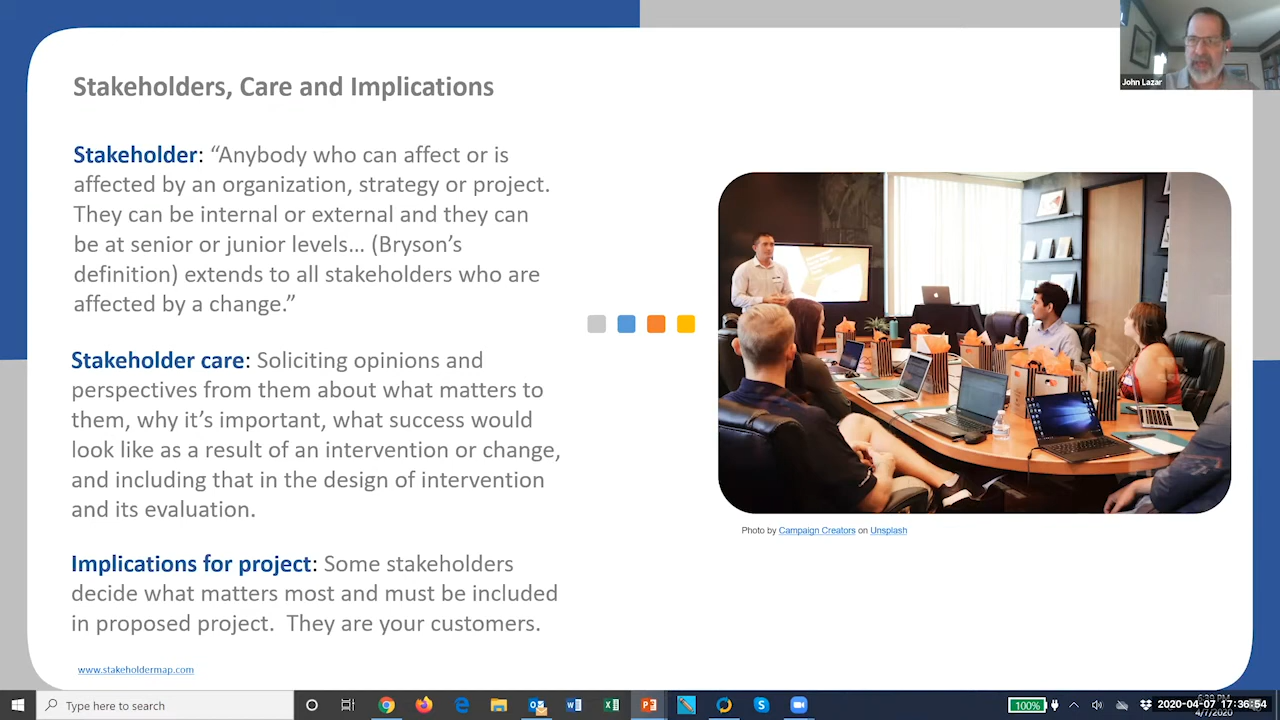 Stakeholders, Care and Implications
John Lazar
Stakeholder: “Anybody who can affect or is
affected by an organization, strategy or project.
They can be internal or external and they can
be at senior or junior levels... (Bryson’s
definition) extends to all stakeholders who are
affected by a change.”
Stakeholder care: Soliciting opinions and
perspectives from them about what matters to
them, why it’s important, what success would
look like as a result of an intervention or change,
and including that in the design of intervention
and its evaluation.
Photo by Campaign Creators on Unsplash
Implications for project: Some stakeholders
decide what matters most and must be included
in proposed project.  They are your customers.
www.stakeholdermap.com
Type here to search
100%
6:39 PM
2020-04-07 17:36:54
4/7/2020